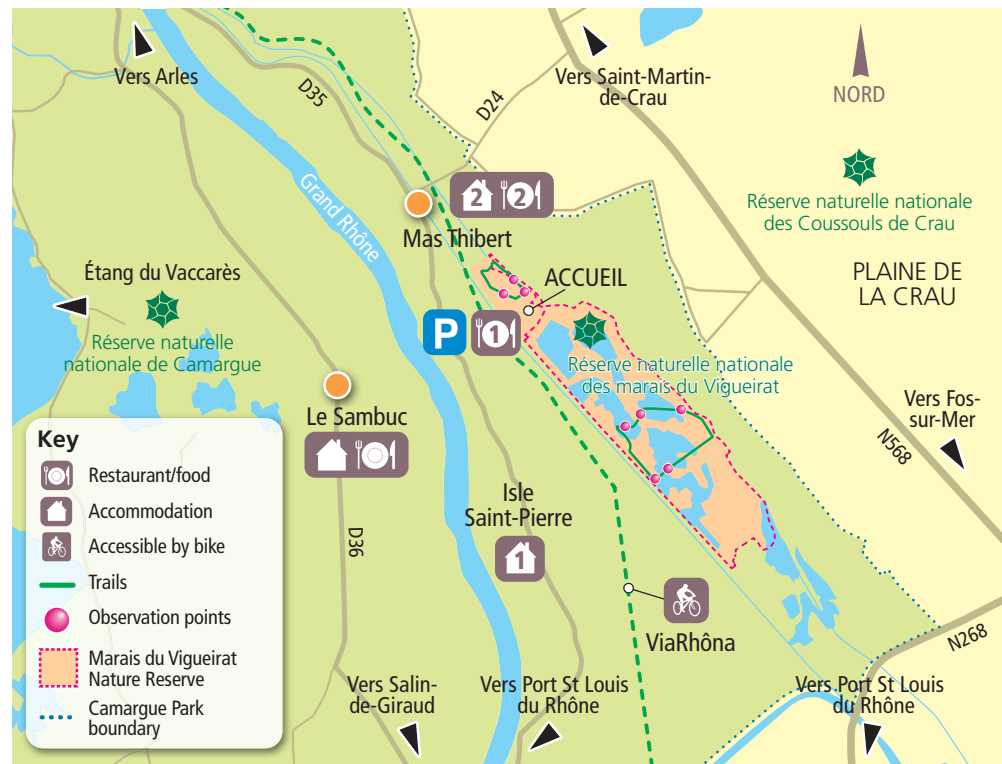 Vers Arles
D35
D24
Vers Saint-Martin-
de-Crau
NORD
Grand Rhône
2
2
Mas Thibert
Réserve naturelle nationale
des Coussouls de Crau
Étang du Vaccarès
ACCUEIL
PLAINE DE
LA CRAU
Réserve naturelle
nationale de Camargue
P
1
Réserve naturelle nationale
des marais du Vigueirat
Le Sambuc
Vers Fos-
sur-Mer
N568
Key
Restaurant/food
Accommodation
Accessible by bike
Trails
Observation points
Marais du Vigueirat
Nature Reserve
Camargue Park
boundary
Isle
Saint-Pierre
1
D36
ViaRhôna
N268
Vers Salin-
de-Giraud
Vers Port St Louis
du Rhône
Vers Port St Louis
du Rhône